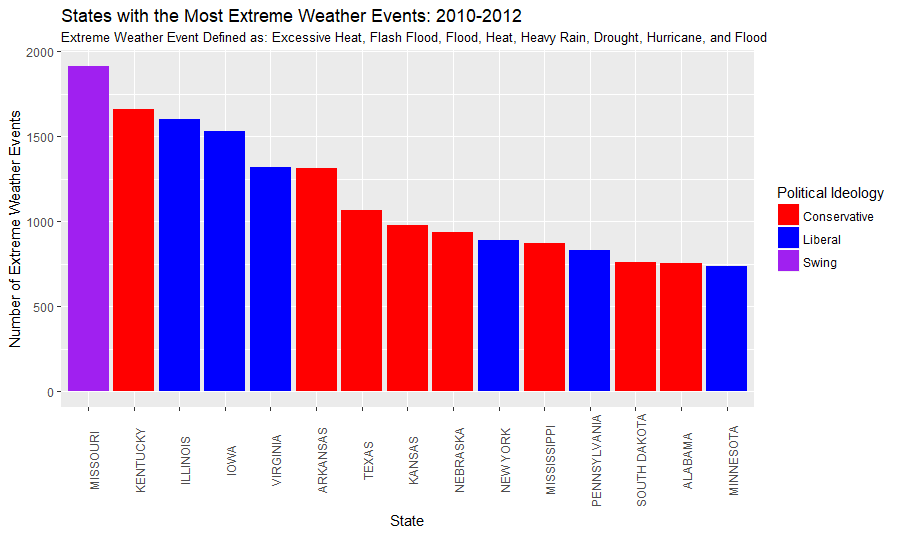 States with the Most Extreme Weather Events: 2010-2012
Extreme Weather Event Defined as: Excessive Heat, Flash Flood, Flood, Heat, Heavy Rain, Drought, Hurricane, and Flood
Number of Extreme Weather Events
2000
1500
1000
500
0
MISSOURI
KENTUCKY
ILLINOIS
IOWA
VIRGINIA
ARKANSAS
TEXAS
KANSAS
NEBRASKA
NEW YORK
MISSISSIPPI
PENNSYLVANIA
SOUTH DAKOTA
ALABAMA
MINNESOTA
State
Political Ideology
Conservative
Liberal
Swing